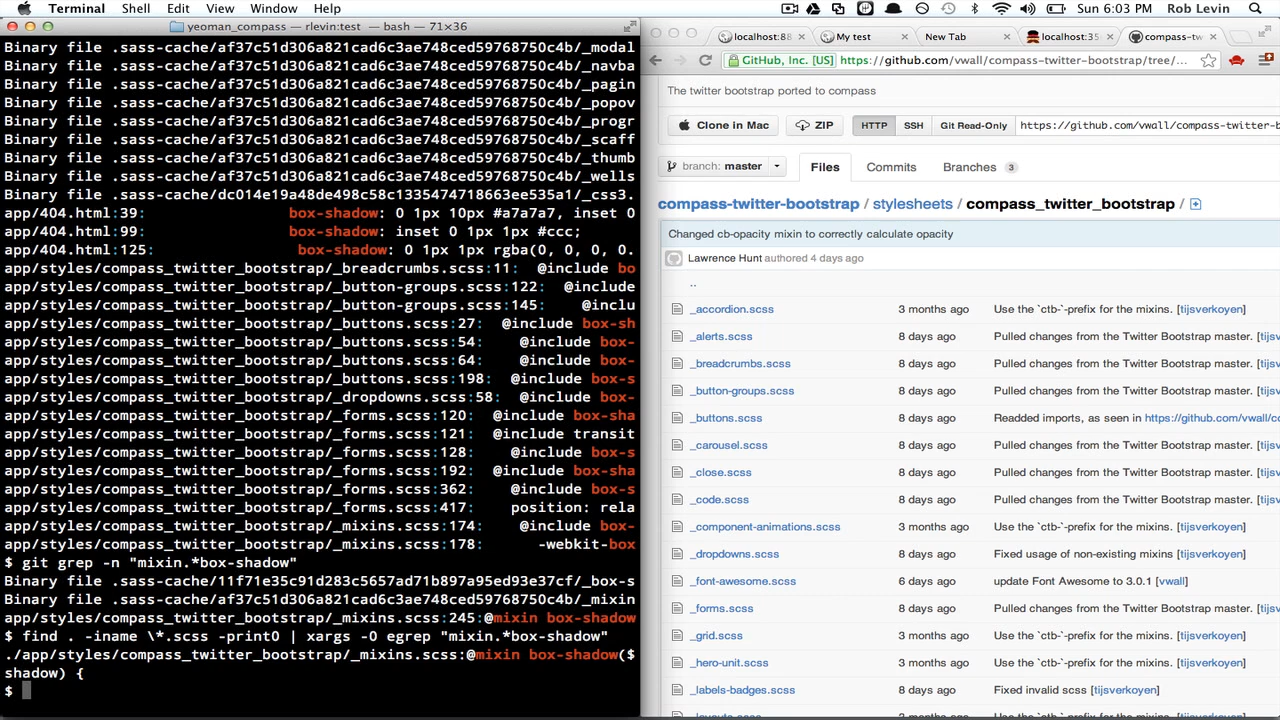 Terminal Shell Edit View Window Help
Sun 6:03 PM Rob Levin
yeoman_compass — rlevin:test — bash — 71×36
Binary file .sass-cache/af37c51d306a821cad6c3ae748ced59768750c4b/_modal
Binary file .sass-cache/af37c51d306a821cad6c3ae748ced59768750c4b/_navba
Binary file .sass-cache/af37c51d306a821cad6c3ae748ced59768750c4b/_pagin
Binary file .sass-cache/af37c51d306a821cad6c3ae748ced59768750c4b/_popov
Binary file .sass-cache/af37c51d306a821cad6c3ae748ced59768750c4b/_progr
Binary file .sass-cache/af37c51d306a821cad6c3ae748ced59768750c4b/_scaff
Binary file .sass-cache/af37c51d306a821cad6c3ae748ced59768750c4b/_thumb
Binary file .sass-cache/af37c51d306a821cad6c3ae748ced59768750c4b/_wells
Binary file .sass-cache/dc014e19a48de498c58c1335474718663ee535a1/_css3.
app/404.html:39: box-shadow: 0 1px 10px #a7a7a7, inset 0
app/404.html:99: box-shadow: inset 0 1px 1px #ccc;
app/404.html:125: box-shadow: 0 1px 1px rgba(0, 0, 0, 0.
app/styles/compass_twitter_bootstrap/_breadcrumbs.scss:11: @include bo
app/styles/compass_twitter_bootstrap/_button-groups.scss:122: @include
app/styles/compass_twitter_bootstrap/_button-groups.scss:145: @inclu
app/styles/compass_twitter_bootstrap/_buttons.scss:27: @include box-sh
app/styles/compass_twitter_bootstrap/_buttons.scss:54: @include box-
app/styles/compass_twitter_bootstrap/_buttons.scss:64: @include box-
app/styles/compass_twitter_bootstrap/_buttons.scss:198: @include box-s
app/styles/compass_twitter_bootstrap/_dropdowns.scss:58: @include box-
app/styles/compass_twitter_bootstrap/_forms.scss:120: @include box-sha
app/styles/compass_twitter_bootstrap/_forms.scss:121: @include transit
app/styles/compass_twitter_bootstrap/_forms.scss:128: @include box-s
app/styles/compass_twitter_bootstrap/_forms.scss:192: @include box-sha
app/styles/compass_twitter_bootstrap/_forms.scss:362: @include box-s
app/styles/compass_twitter_bootstrap/_forms.scss:417: position: rela
app/styles/compass_twitter_bootstrap/_mixins.scss:174: @include box-
app/styles/compass_twitter_bootstrap/_mixins.scss:178: -webkit-box
$ git grep -n "mixin.*box-shadow"
Binary file .sass-cache/11f71e35c91d283c5657ad71b897a95ed93e37cf/_box-s
Binary file .sass-cache/af37c51d306a821cad6c3ae748ced59768750c4b/_mixin
app/styles/compass_twitter_bootstrap/_mixins.scss:245:@mixin box-shadow
$ find . -iname \*.scss -print0 | xargs -0 egrep "mixin.*box-shadow"
./app/styles/compass_twitter_bootstrap/_mixins.scss:@mixin box-shadow($
shadow) {
$
localhost:88 My test New Tab localhost:35 compass-tw
GitHub, Inc. [US] https://github.com/vwall/compass-twitter-bootstrap/tree/...
The twitter bootstrap ported to compass
Clone in Mac ZIP HTTP SSH Git Read-Only https://github.com/vwall/compass-twitter-b
branch: master Files Commits Branches 3
compass-twitter-bootstrap / stylesheets / compass_twitter_bootstrap /
Changed cb-opacity mixin to correctly calculate opacity
Lawrence Hunt authored 4 days ago
..
_accordion.scss 3 months ago Use the `ctb-`-prefix for the mixins. [tijsverkoyen]
_alerts.scss 8 days ago Pulled changes from the Twitter Bootstrap master. [tijsv
_breadcrumbs.scss 8 days ago Pulled changes from the Twitter Bootstrap master. [tijsv
_button-groups.scss 8 days ago Pulled changes from the Twitter Bootstrap master. [tijsv
_buttons.scss 8 days ago Readded imports, as seen in https://github.com/vwall/co
_carousel.scss 8 days ago Pulled changes from the Twitter Bootstrap master. [tijsv
_close.scss 8 days ago Pulled changes from the Twitter Bootstrap master. [tijsv
_code.scss 8 days ago Pulled changes from the Twitter Bootstrap master. [tijsv
_component-animations.scss 3 months ago Use the `ctb-`-prefix for the mixins. [tijsverkoyen]
_dropdowns.scss 8 days ago Fixed usage of non-existing mixins [tijsverkoyen]
_font-awesome.scss 6 days ago update Font Awesome to 3.0.1 [vwall]
_forms.scss 8 days ago Pulled changes from the Twitter Bootstrap master. [tijsv
_grid.scss 3 months ago Use the `ctb-`-prefix for the mixins. [tijsverkoyen]
_hero-unit.scss 3 months ago Use the `ctb-`-prefix for the mixins. [tijsverkoyen]
_labels-badges.scss 8 days ago Fixed invalid scss [tijsverkoyen]